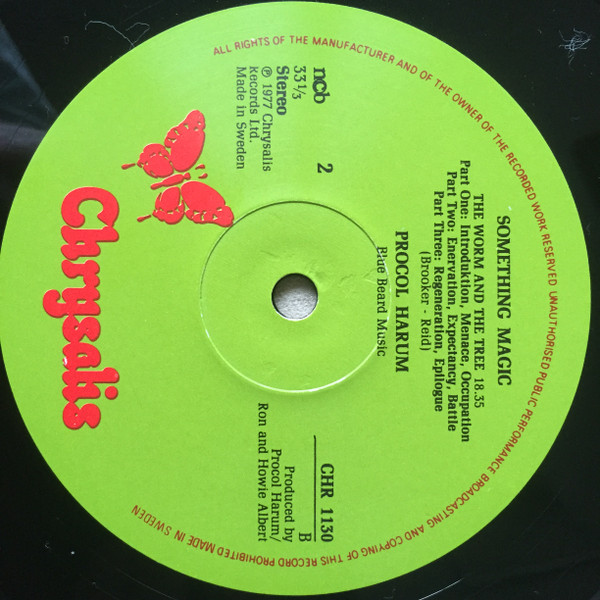 Chrysalis
ncb
33 1/3
Stereo
℗ 1977 Chrysalis
Records Ltd.
Made in Sweden
2
SOMETHING MAGIC
THE WORM AND THE TREE 18.35
Part One: Introduktion, Menace, Occupation
Part Two: Enervation, Expectancy, Battle
Part Three: Regeneration, Epilogue
(Brooker - Reid)
PROCOL HARUM
Blue Beard Music
CHR 1130
B
Produced by
Procol Harum/
Ron and Howie Albert
ALL RIGHTS OF THE MANUFACTURER AND OF THE OWNER OF THE RECORDED WORK RESERVED UNAUTHORISED PUBLIC PERFORMANCE BROADCASTING AND COPYING OF THIS RECORD PROHIBITED MADE IN SWEDEN